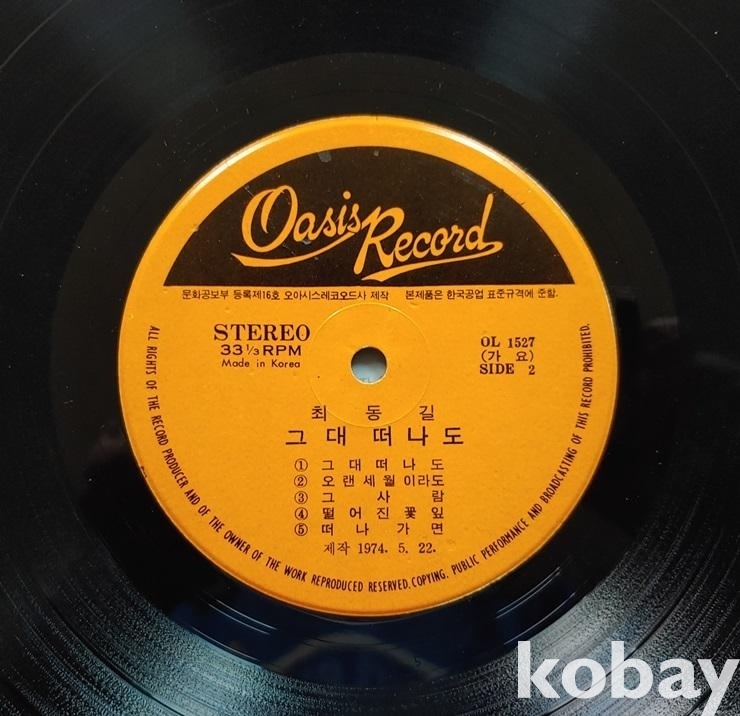 Oasis Record
문화공보부 등록제16호 오아시스레코오드사 제작 본제품은 한국공업 표준규격에 준함.
STEREO
33 1/3 RPM
Made in Korea
OL 1527
(가요)
SIDE 2
최동길
그대 떠나도
① 그대떠나도
② 오랜세월이라도
③ 그사람
④ 떨어진꽃잎
⑤ 떠나가면
제작 1974. 5. 22.
ALL RIGHTS OF THE RECORD PRODUCER AND OF THE OWNER OF THE WORK REPRODUCED RESERVED. COPYING. PUBLIC PERFORMANCE AND BROADCASTING OF THIS RECORD PROHIBITED.
kobay